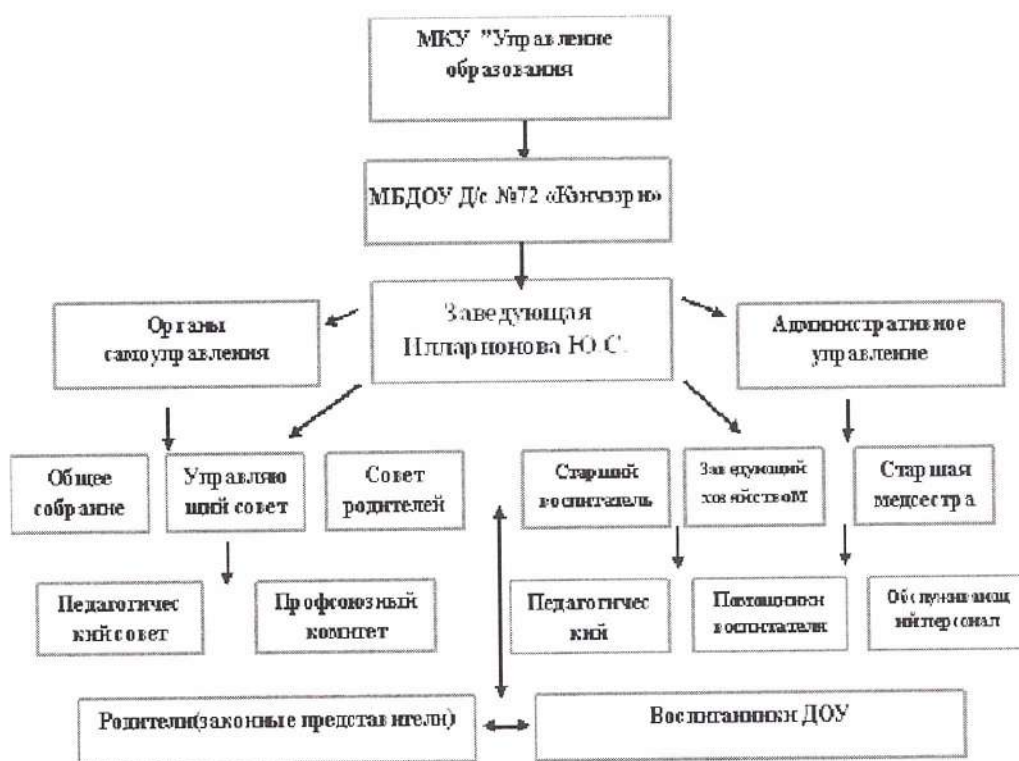 МКУ "Управление
образования
МБДОУ Д/с №72 «Кэнчээри»
Заведующая
Илларионова Ю.С.
Органы
самоуправления
Административное
управление
Общее
собрание
Управляю
щий совет
Совет
родителей
Старший
воспитатель
Заведующий
хозяйствоМ
Старшая
медсестра
Педагогичес
кий совет
Профсоюзный
комитет
Педагогичес
кий
Помощники
воспитателя
Обслуживающ
ий персонал
Родители(законные представители)
Воспитанники ДОУ